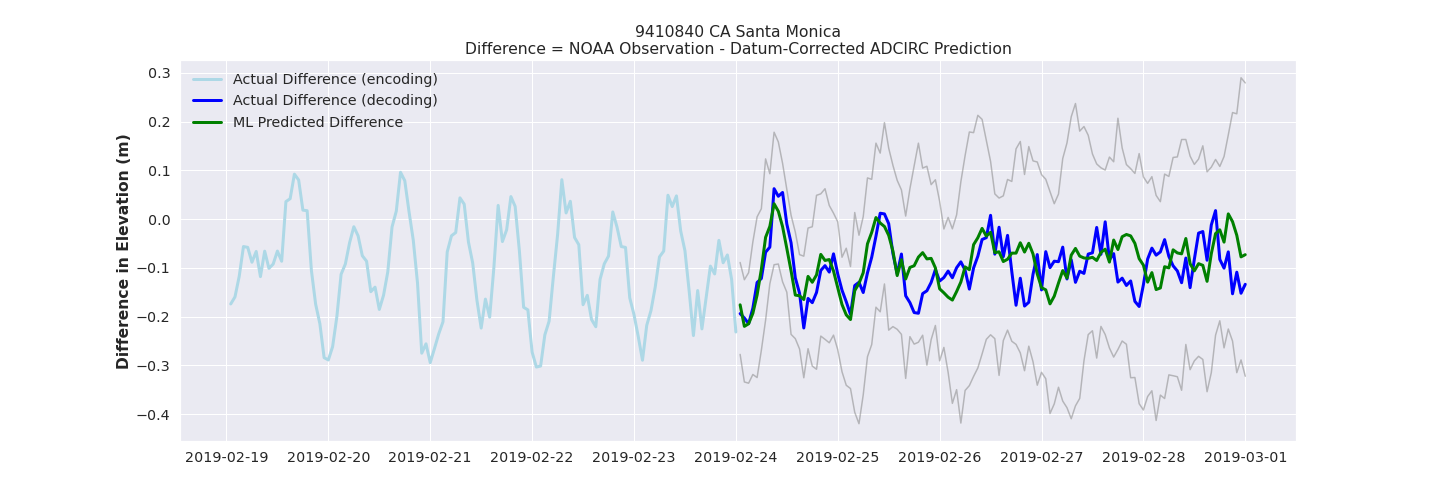 9410840 CA Santa Monica
Difference = NOAA Observation - Datum-Corrected ADCIRC Prediction
Actual Difference (encoding)
Actual Difference (decoding)
ML Predicted Difference
Difference in Elevation (m)
0.3
0.2
0.1
0.0
−0.1
−0.2
−0.3
−0.4
2019-02-19 2019-02-20 2019-02-21 2019-02-22 2019-02-23 2019-02-24 2019-02-25 2019-02-26 2019-02-27 2019-02-28 2019-03-01